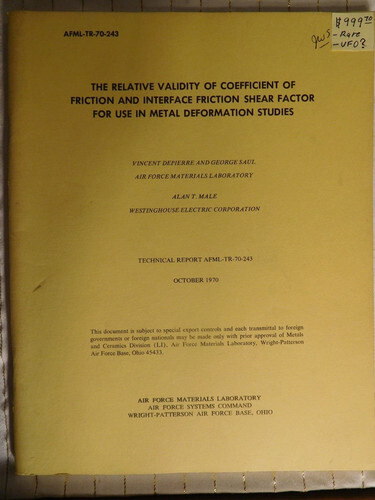 AFML-TR-70-243
$999.
- Rare
- UFO?
THE RELATIVE VALIDITY OF COEFFICIENT OF
FRICTION AND INTERFACE FRICTION SHEAR FACTOR
FOR USE IN METAL DEFORMATION STUDIES
VINCENT DEPIERRE AND GEORGE SAUL
AIR FORCE MATERIALS LABORATORY
ALAN T. MALE
WESTINGHOUSE ELECTRIC CORPORATION
TECHNICAL REPORT AFML-TR-70-243
OCTOBER 1970
This document is subject to special export controls and each transmittal to foreign
governments or foreign nationals may be made only with prior approval of Metals
and Ceramics Division (LL), Air Force Materials Laboratory, Wright-Patterson
Air Force Base, Ohio 45433.
AIR FORCE MATERIALS LABORATORY
AIR FORCE SYSTEMS COMMAND
WRIGHT-PATTERSON AIR FORCE BASE, OHIO